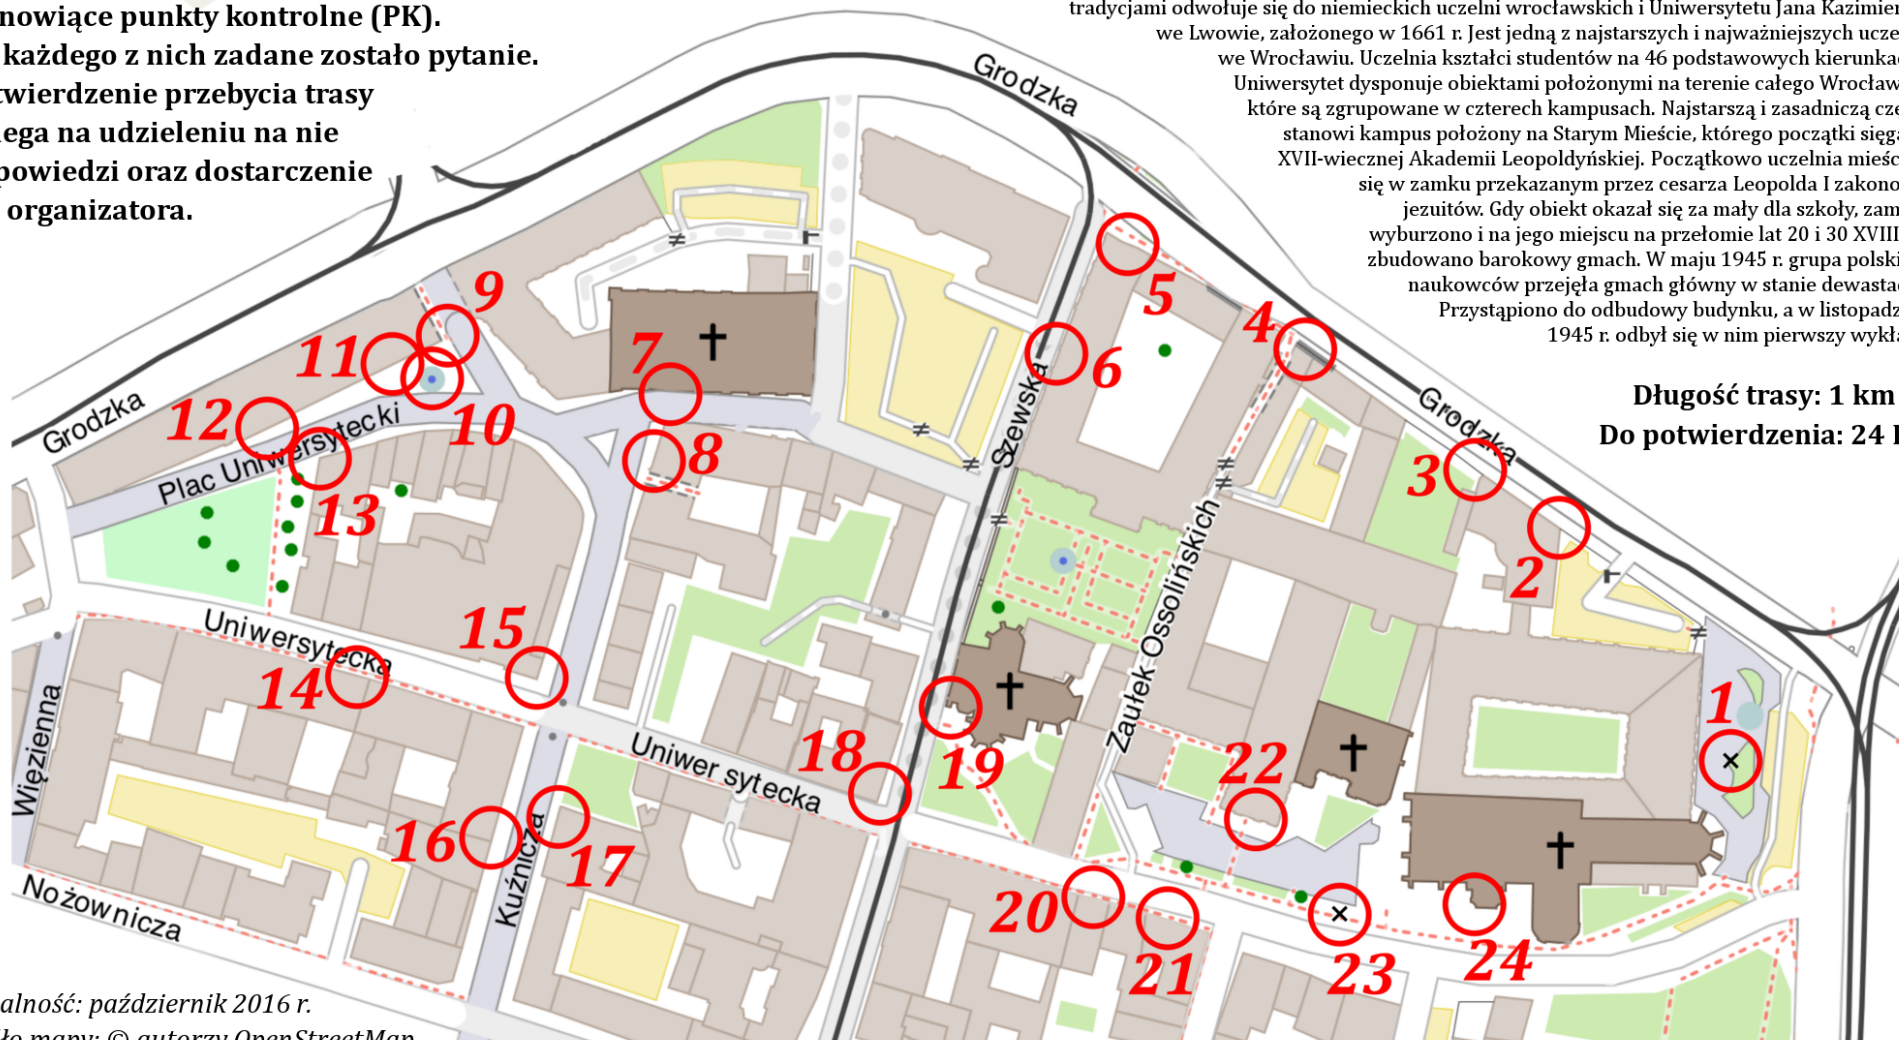 nowiące punkty kontrolne (PK).
każdego z nich zadane zostało pytanie.
twierdzenie przebycia trasy
lega na udzieleniu na nie
powiedzi oraz dostarczenie
organizatora.
tradycjami odwołuje się do niemieckich uczelni wrocławskich i Uniwersytetu Jana Kazimier
we Lwowie, założonego w 1661 r. Jest jedną z najstarszych i najważniejszych ucze
we Wrocławiu. Uczelnia kształci studentów na 46 podstawowych kierunka
Uniwersytet dysponuje obiektami położonymi na terenie całego Wrocław
które są zgrupowane w czterech kampusach. Najstarszą i zasadniczą czę
stanowi kampus położony na Starym Mieście, którego początki sięga
XVII-wiecznej Akademii Leopoldyńskiej. Początkowo uczelnia mieśc
się w zamku przekazanym przez cesarza Leopolda I zakono
jezuitów. Gdy obiekt okazał się za mały dla szkoły, zam
wyburzono i na jego miejscu na przełomie lat 20 i 30 XVIII
zbudowano barokowy gmach. W maju 1945 r. grupa polski
naukowców przejęła gmach główny w stanie dewasta
Przystąpiono do odbudowy budynku, a w listopadz
1945 r. odbył się w nim pierwszy wykła
Długość trasy: 1 km
Do potwierdzenia: 24
Grodzka
9
5
4
7
11
6
Grodzka
12
10
8
Szewska
Grodzka
3
Plac Uniwersytecki
13
2
Zaułek Ossolińskich
15
Uniwersytecka
14
1
Więzienna
18
Uniwersytecka
19
22
16
17
Kuźnicza
Nożownicza
20
21
23
24
alność: październik 2016 r.
ło mapy: © autorzy OpenStreetMap